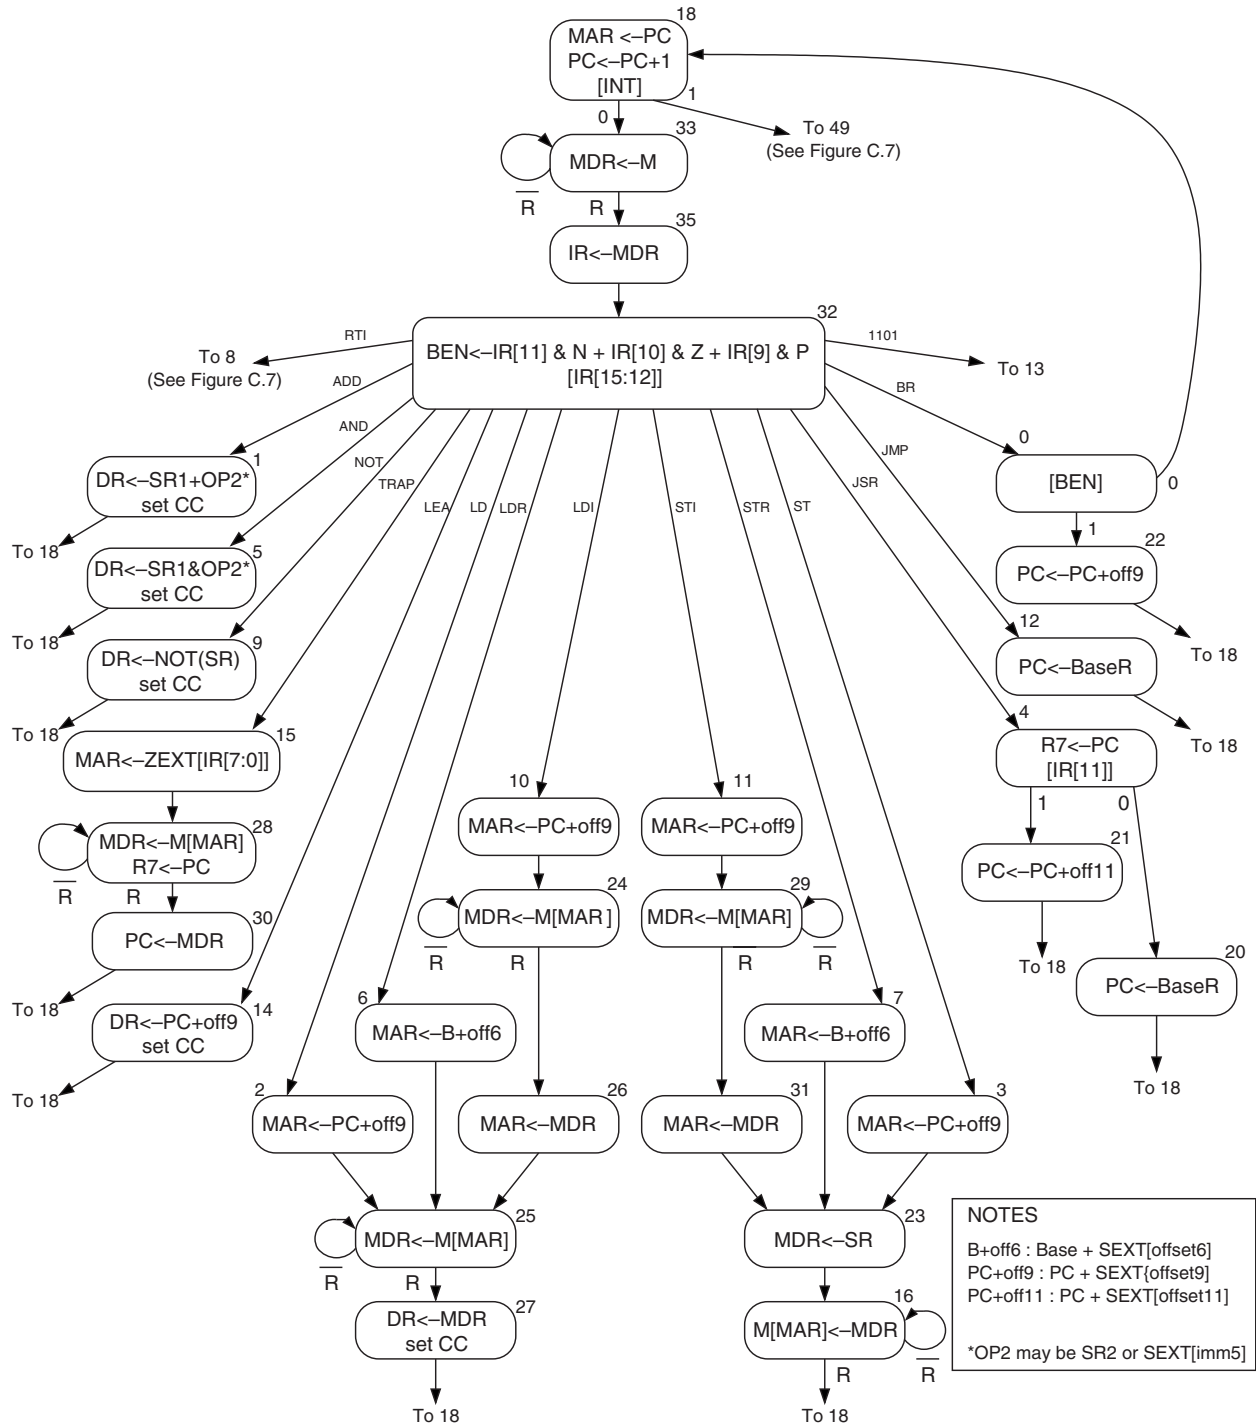 18
MAR <–PC
PC<–PC+1
[INT]
0
1
To 49
(See Figure C.7)
33
MDR<–M
R̅
R
35
IR<–MDR
32
BEN<–IR[11] & N + IR[10] & Z + IR[9] & P
[IR[15:12]]
RTI
To 8
(See Figure C.7)
1101
To 13
ADD
AND
NOT
TRAP
LEA
LD
LDR
LDI
STI
STR
ST
JSR
JMP
BR
1
DR<–SR1+OP2*
set CC
To 18
5
DR<–SR1&OP2*
set CC
To 18
9
DR<–NOT(SR)
set CC
To 18
15
MAR<–ZEXT[IR[7:0]]
28
MDR<–M[MAR]
R7<–PC
R̅
R
30
PC<–MDR
To 18
14
DR<–PC+off9
set CC
To 18
2
MAR<–PC+off9
6
MAR<–B+off6
10
MAR<–PC+off9
24
MDR<–M[MAR ]
R̅
R
26
MAR<–MDR
25
MDR<–M[MAR]
R̅
R
27
DR<–MDR
set CC
To 18
11
MAR<–PC+off9
29
MDR<–M[MAR]
R̅
R̅
31
MAR<–MDR
7
MAR<–B+off6
3
MAR<–PC+off9
23
MDR<–SR
16
M[MAR]<–MDR
R
R̅
To 18
0
[BEN]
0
1
22
PC<–PC+off9
To 18
12
PC<–BaseR
To 18
4
R7<–PC
[IR[11]]
1
0
21
PC<–PC+off11
To 18
20
PC<–BaseR
To 18
NOTES
B+off6 : Base + SEXT[offset6]
PC+off9 : PC + SEXT{offset9]
PC+off11 : PC + SEXT[offset11]
*OP2 may be SR2 or SEXT[imm5]